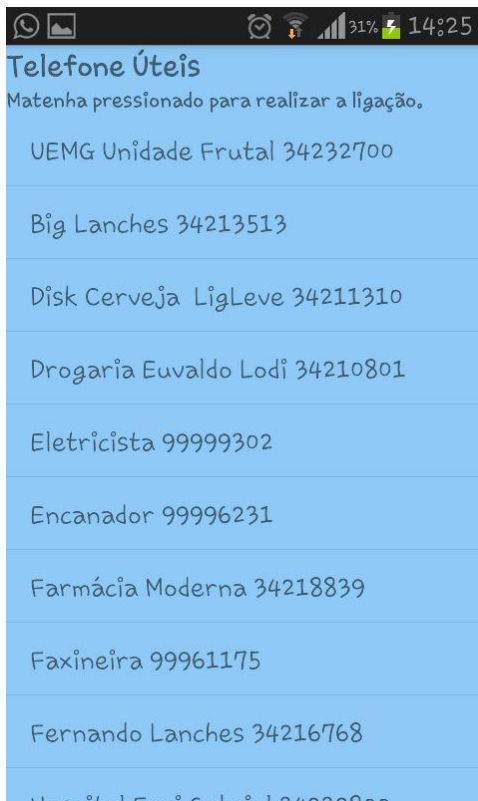 31% 14:25
Telefone Úteis
Matenha pressionado para realizar a ligação.
UEMG Unidade Frutal 34232700
Big Lanches 34213513
Disk Cerveja LigLeve 34211310
Drogaria Euvaldo Lodi 34210801
Eletricista 99999302
Encanador 99996231
Farmácia Moderna 34218839
Faxineira 99961175
Fernando Lanches 34216768